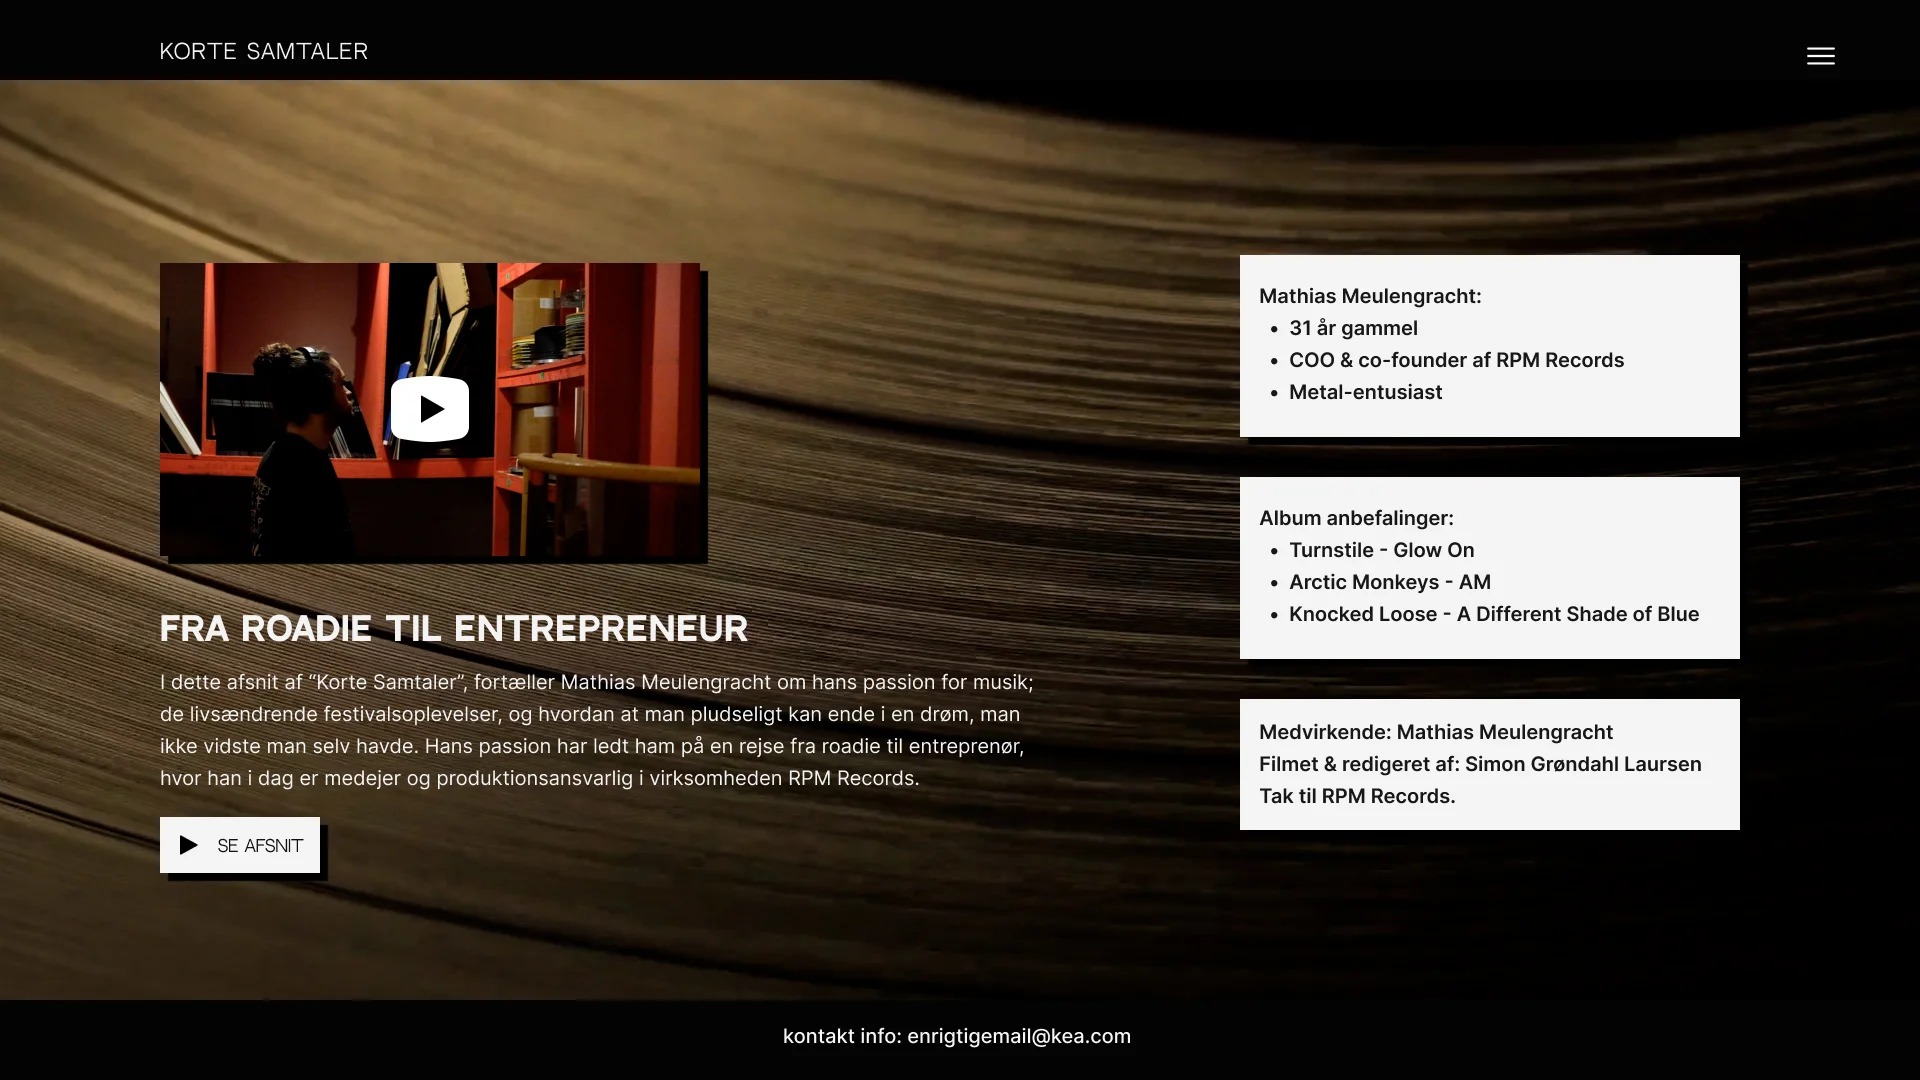 KORTE SAMTALER
FRA ROADIE TIL ENTREPRENEUR
I dette afsnit af “Korte Samtaler”, fortæller Mathias Meulengracht om hans passion for musik;
de livsændrende festivalsoplevelser, og hvordan at man pludseligt kan ende i en drøm, man
ikke vidste man selv havde. Hans passion har ledt ham på en rejse fra roadie til entreprenør,
hvor han i dag er medejer og produktionsansvarlig i virksomheden RPM Records.
SE AFSNIT
Mathias Meulengracht:
• 31 år gammel
• COO & co-founder af RPM Records
• Metal-entusiast
Album anbefalinger:
• Turnstile - Glow On
• Arctic Monkeys - AM
• Knocked Loose - A Different Shade of Blue
Medvirkende: Mathias Meulengracht
Filmet & redigeret af: Simon Grøndahl Laursen
Tak til RPM Records.
kontakt info: enrigtigemail@kea.com